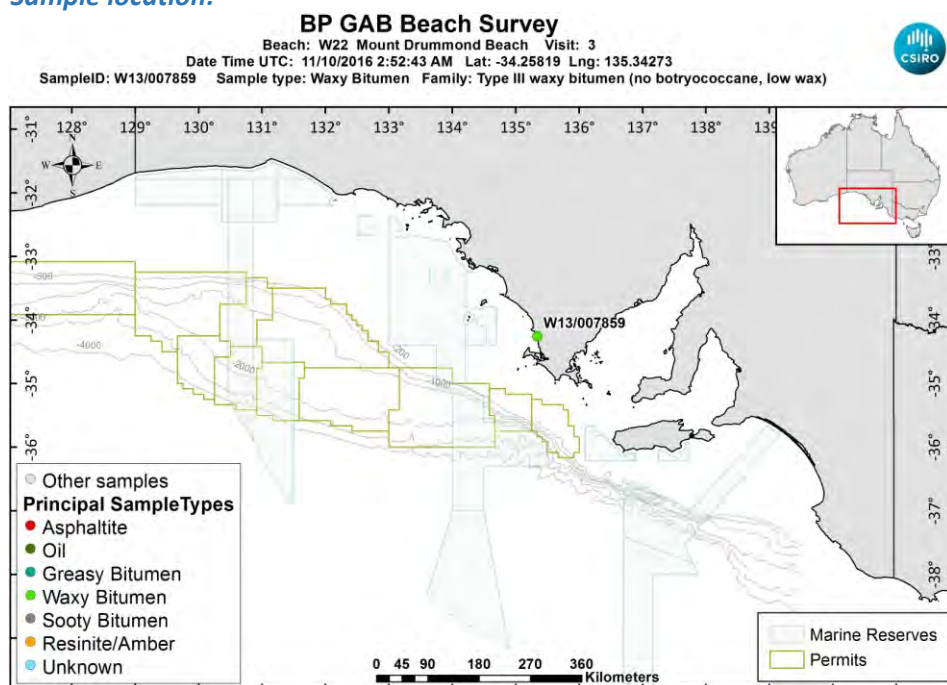 Sample location:
BP GAB Beach Survey
Beach: W22 Mount Drummond Beach Visit: 3
Date Time UTC: 11/10/2016 2:52:43 AM Lat: -34.25819 Lng: 135.34273
SampleID: W13/007859 Sample type: Waxy Bitumen Family: Type III waxy bitumen (no botryococcane, low wax)
CSIRO
128° 129° 130° 131° 132° 133° 134° 135° 136° 137° 138° 139
-31°
N
W E
S
-32°
-33°
-34°
-35°
-36°
-37°
-38°
-31°
-32°
-33°
-34°
-35°
-36°
-37°
-38°
-4000
-2000
-200
-1000
W13/007859
Other samples
Principal SampleTypes
Asphaltite
Oil
Greasy Bitumen
Waxy Bitumen
Sooty Bitumen
Resinite/Amber
Unknown
0 45 90 180 270 360
Kilometers
Marine Reserves
Permits